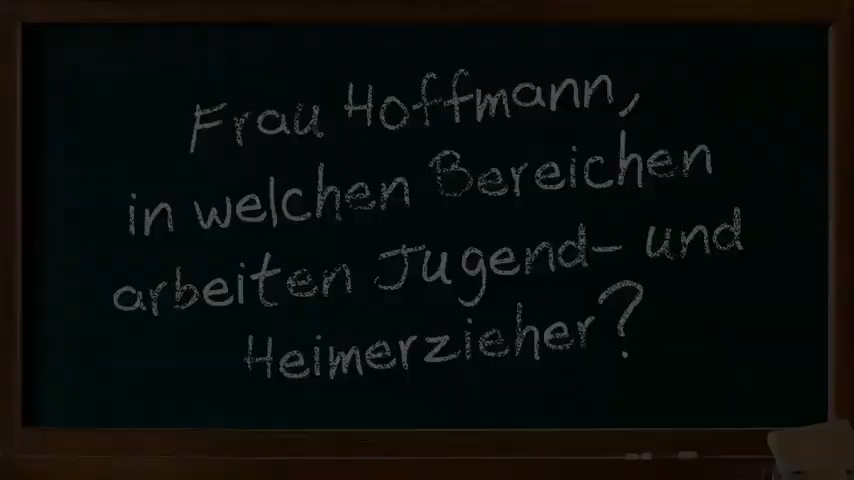 Frau Hoffmann,
in welchen Bereichen
arbeiten Jugend- und
Heimerzieher?